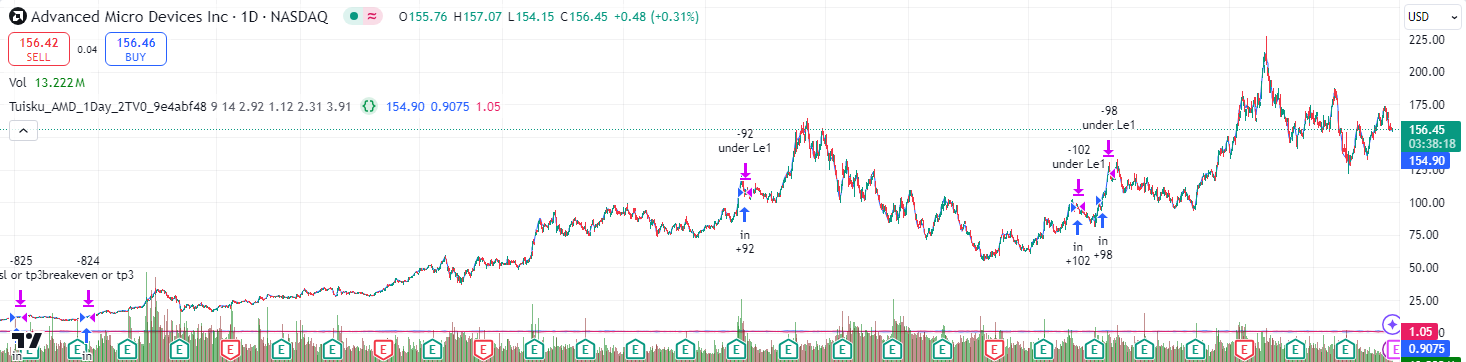 Advanced Micro Devices Inc · 1D · NASDAQ
O155.76 H157.07 L154.15 C156.45 +0.48 (+0.31%)
USD
156.42
SELL
0.04
156.46
BUY
Vol 13.222 M
Tuisku_AMD_1Day_2TV0_9e4abf48 9 14 2.92 1.12 2.31 3.91 {} 154.90 0.9075 1.05
225.00
200.00
175.00
156.45
03:38:18
154.90
125.00
100.00
75.00
50.00
25.00
1.05
0.9075
-98
under Le1
-92
under Le1
-102
under Le1
in
+92
in
+102
in
+98
-825
sl or tp3
-824
breakeven or tp3
in
in
E E E E E E E E E E E E E E E E E E E E E E E E E E